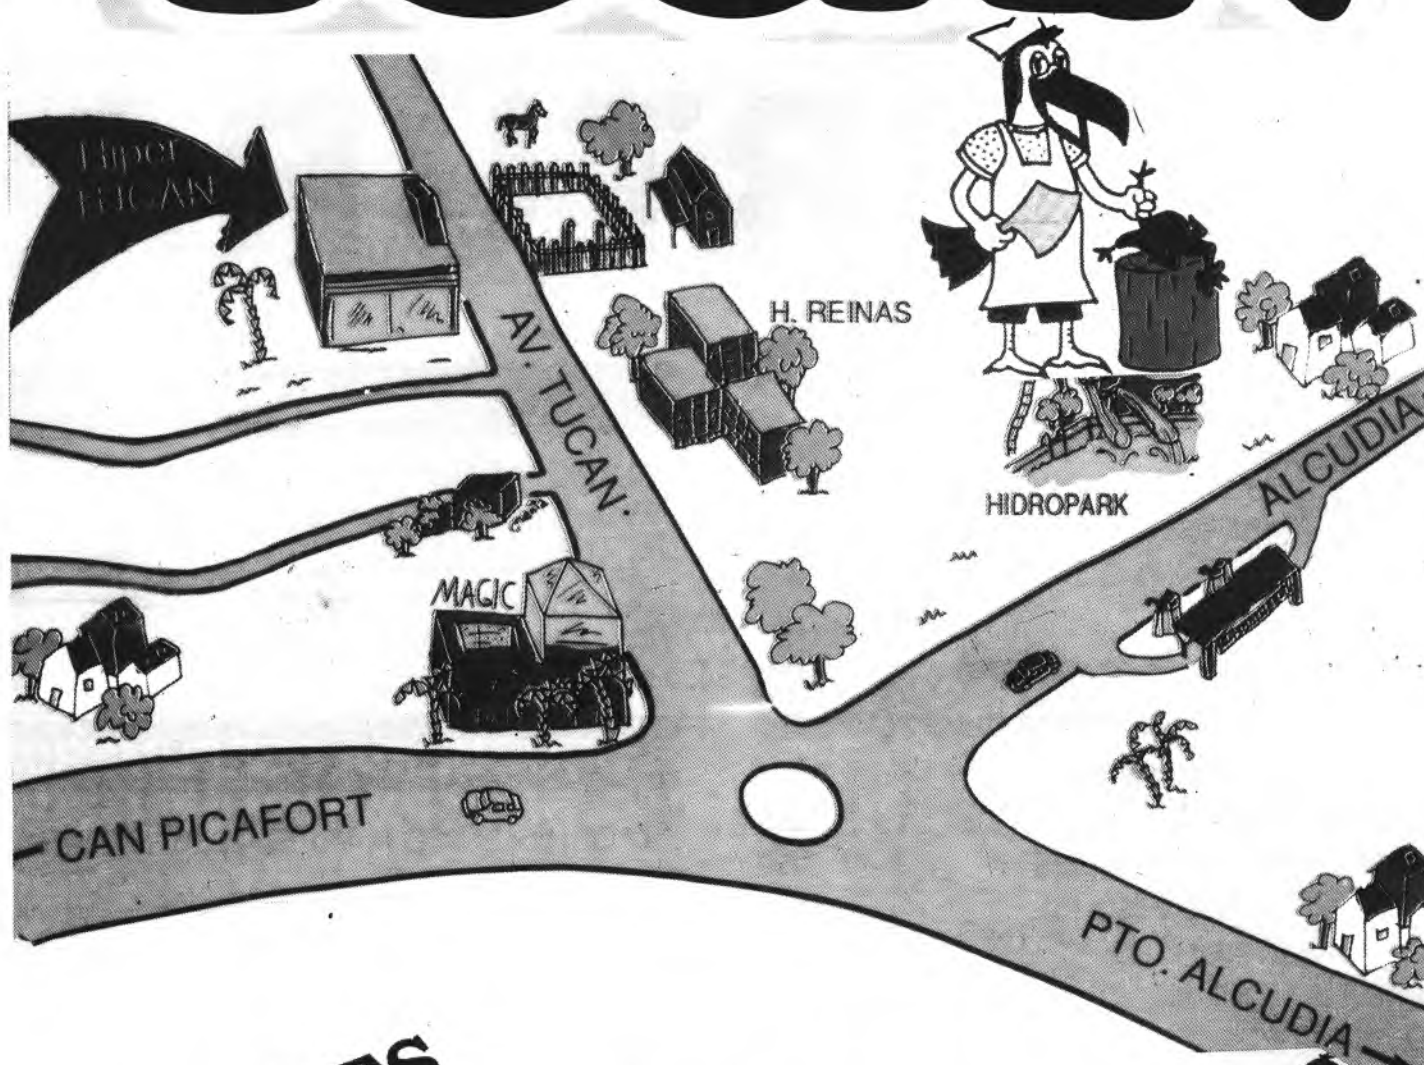 Hiper
TUCAN
H. REINAS
AV. TUCAN
HIDROPARK
ALCUDIA
MAGIC
CAN PICAFORT
PTO. ALCUDIA